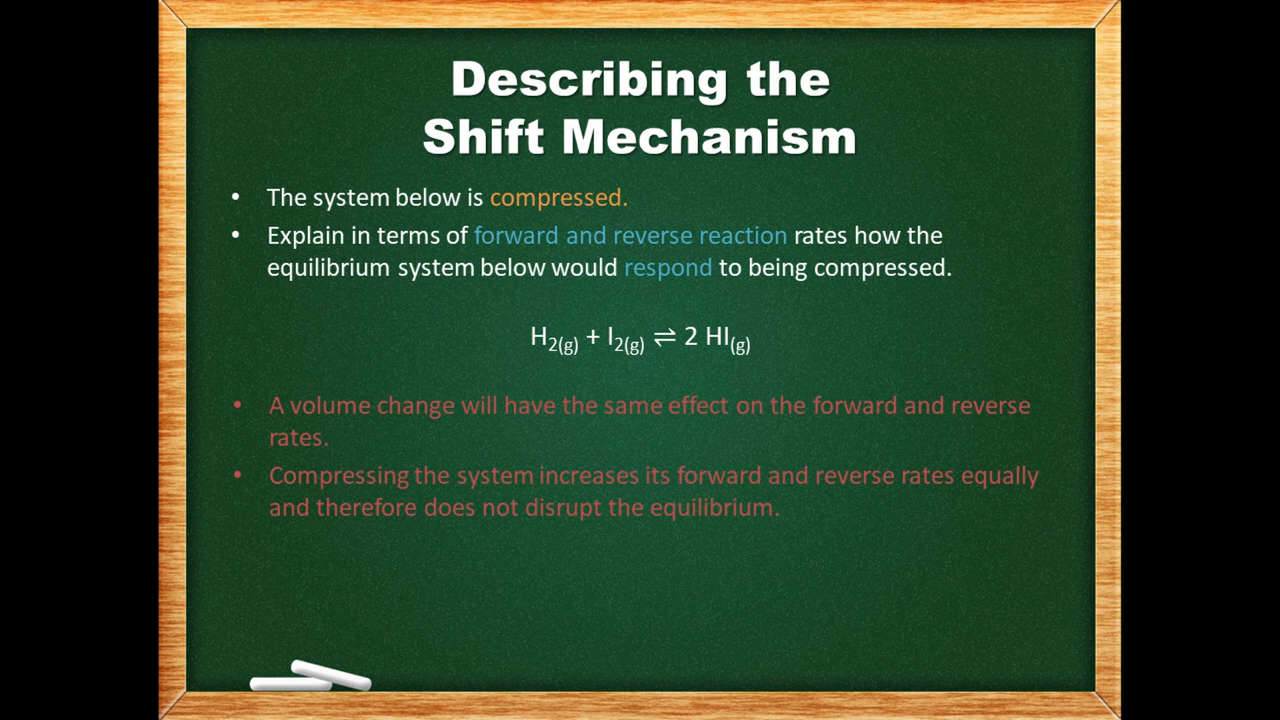 Describing the
Shift Mechanism
• The system below is compressed.
• Explain in terms of forward and reverse reaction rates how the
equilibrium system below would respond to being compressed.
H₂₍g₎ + I₂₍g₎ ⇌ 2 HI₍g₎
• A volume change will have the same effect on the forward and reverse
rates.
• Compressing the system increases its forward and reverse rates equally
and therefore does not disrupt the equilibrium.